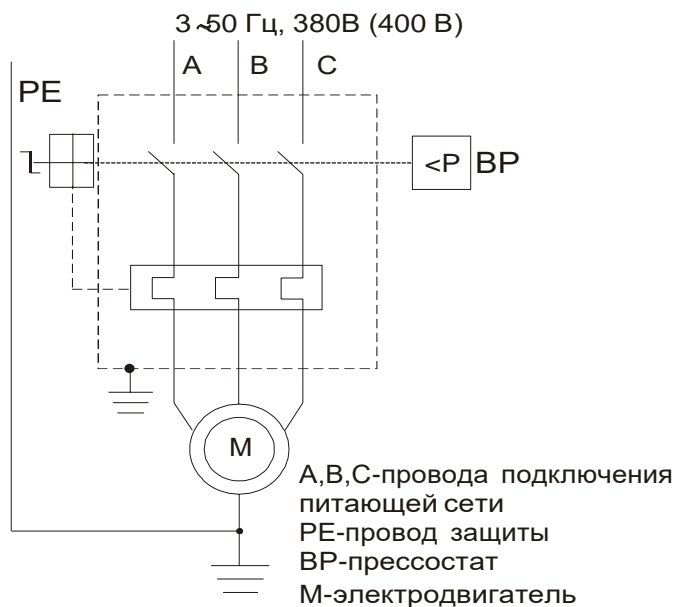 3~50 Гц, 380В (400 В)
A B C
PE
<P BP
M
A,B,C-провода подключения
питающей сети
PE-провод защиты
BP-прессостат
M-электродвигатель